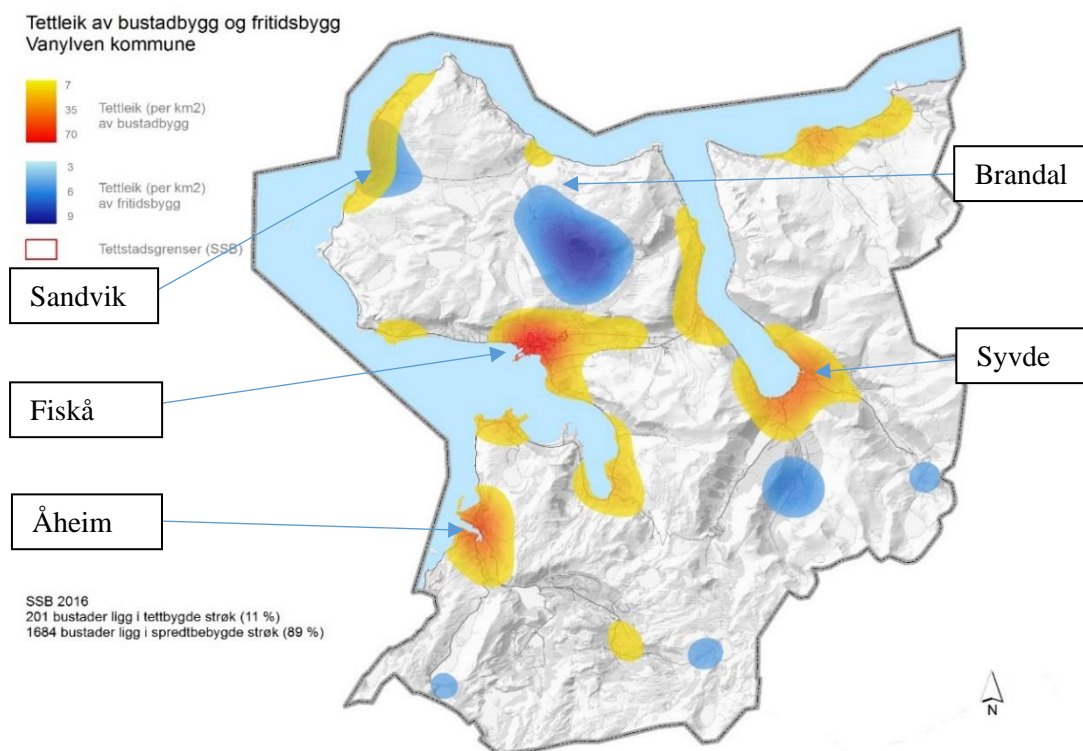 Tettleik av bustadbygg og fritidsbygg
Vanylven kommune
7
35
70
Tettleik (per km2)
av bustadbygg
3
6
9
Tettleik (per km2)
av fritidsbygg
Tettstadsgrenser (SSB)
Brandal
Sandvik
Syvde
Fiskå
Åheim
SSB 2016
201 bustader ligg i tettbygde strøk (11 %)
1684 bustader ligg i spredtbebygde strøk (89 %)
N